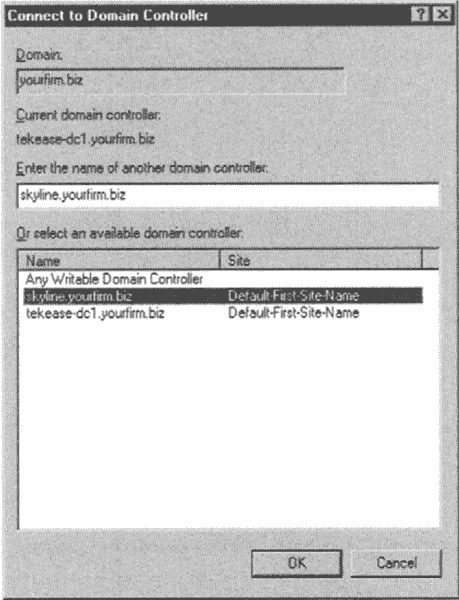 Connect to Domain Controller
Domain:
yourfirm.biz
Current domain controller:
tekease-dc1.yourfirm.biz
Enter the name of another domain controller:
skyline.yourfirm.biz
Or select an available domain controller:
Name Site
Any Writable Domain Controller
skyline.yourfirm.biz Default-First-Site-Name
tekease-dc1.yourfirm.biz Default-First-Site-Name
OK Cancel